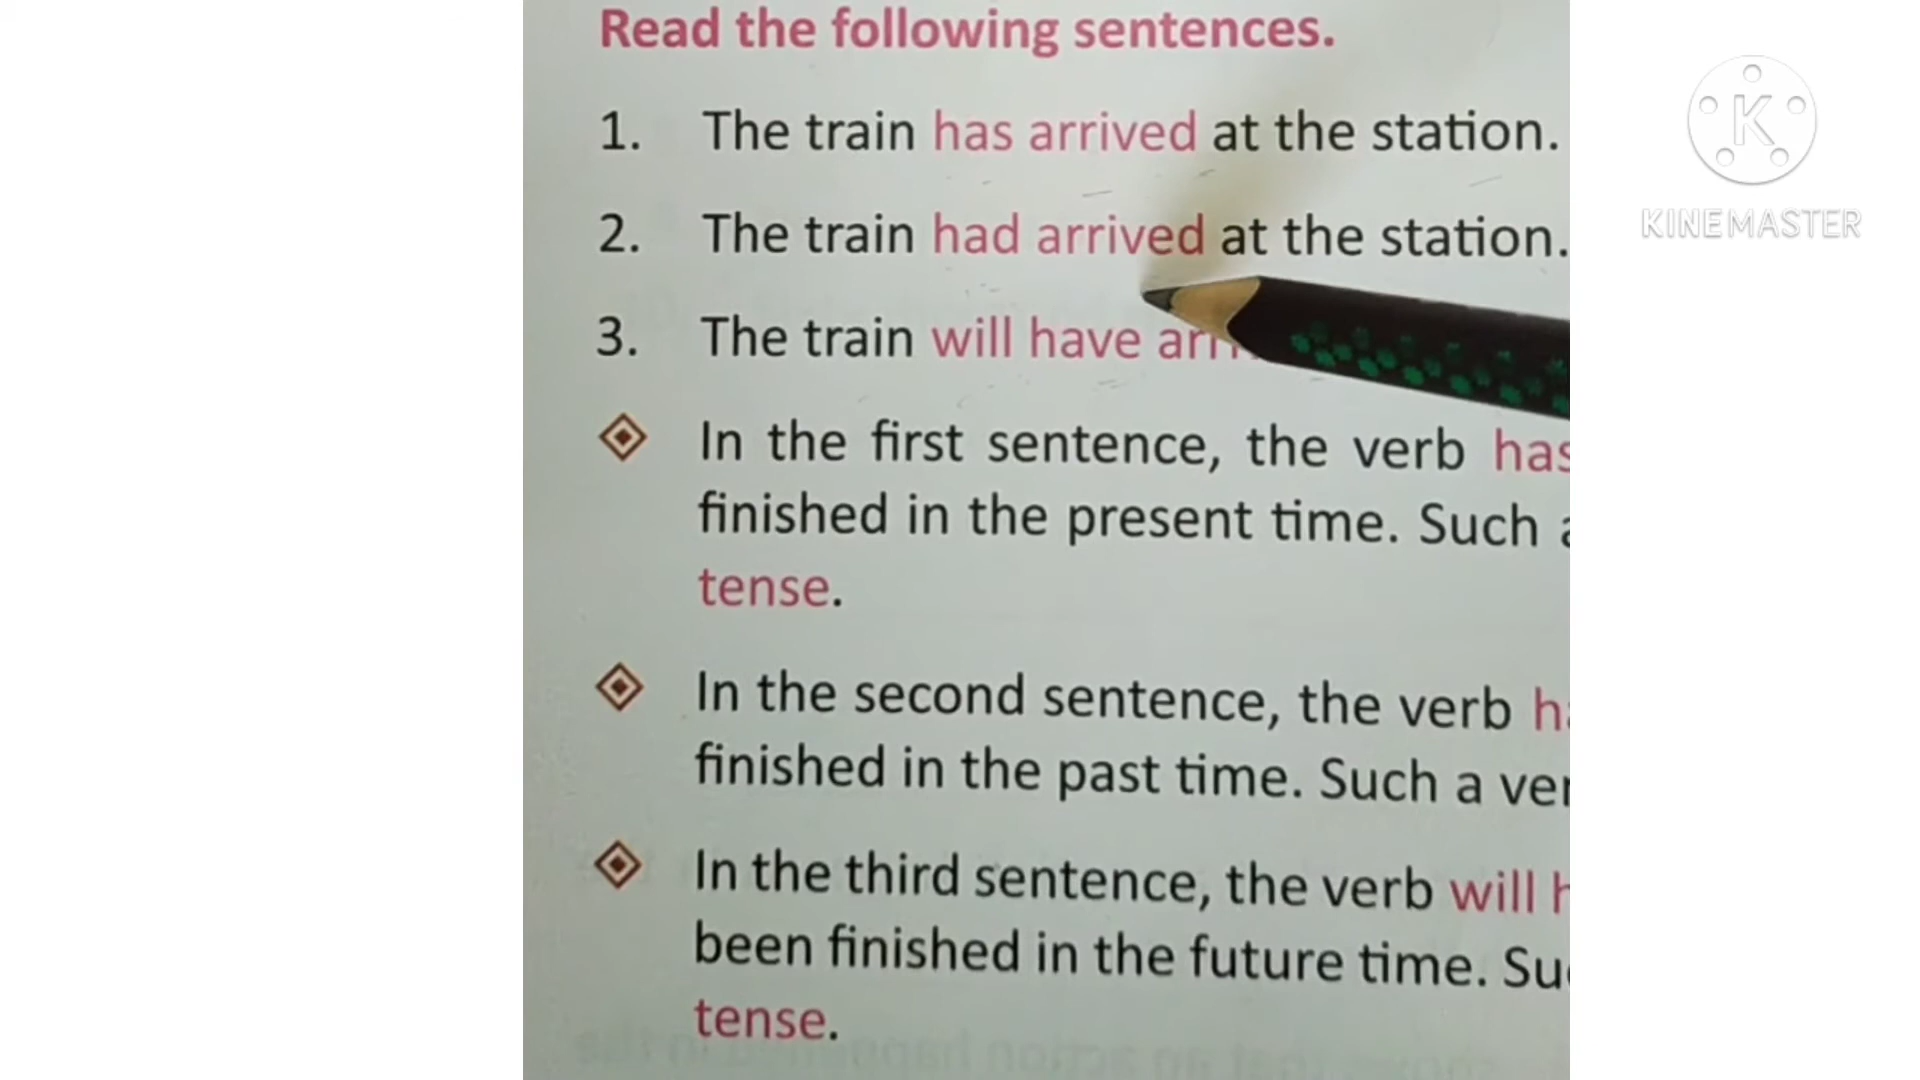 Read the following sentences.
1. The train has arrived at the station.
2. The train had arrived at the station.
3. The train will have
In the first sentence, the verb has
finished in the present time. Such
tense.
In the second sentence, the verb
finished in the past time. Such a
In the third sentence, the verb will
been finished in the future time.
tense.
KINEMASTER